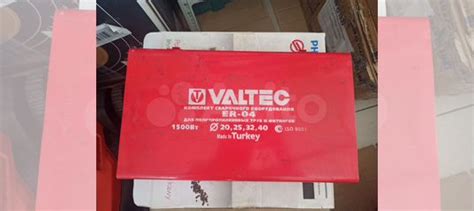 VALTEC
КОМПЛЕКТ СВАРОЧНОГО ОБОРУДОВАНИЯ
ER-04
ДЛЯ ПОЛИПРОПИЛЕНОВЫХ ТРУБ И ФИТИНГОВ
1500Вт Ø 20,25,32,40 ISO 9001
Made in Turkey